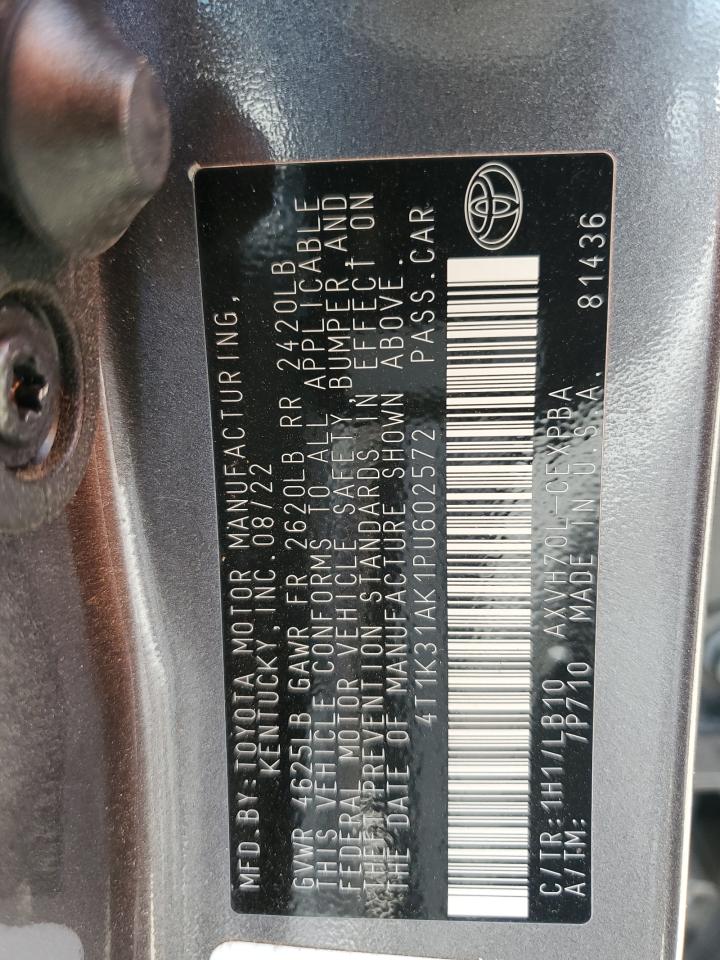 MFD.BY:TOYOTA MOTOR MANUFACTURING,
KENTUCKY, INC. 08/22
GVWR 4625LB GAWR FR 2620LB RR 2420LB
THIS VEHICLE CONFORMS TO ALL APPLICABLE
FEDERAL MOTOR VEHICLE SAFETY, BUMPER, AND
THEFT PREVENTION STANDARDS IN EFFECT ON
THE DATE OF MANUFACTURE SHOWN ABOVE.
4T1K31AK1PU602572 PASS.CAR
C/TR:1H1/LB10 AXVH70L-CEXPBA
A/TM: 7P710 MADE IN U.S.A. 81436